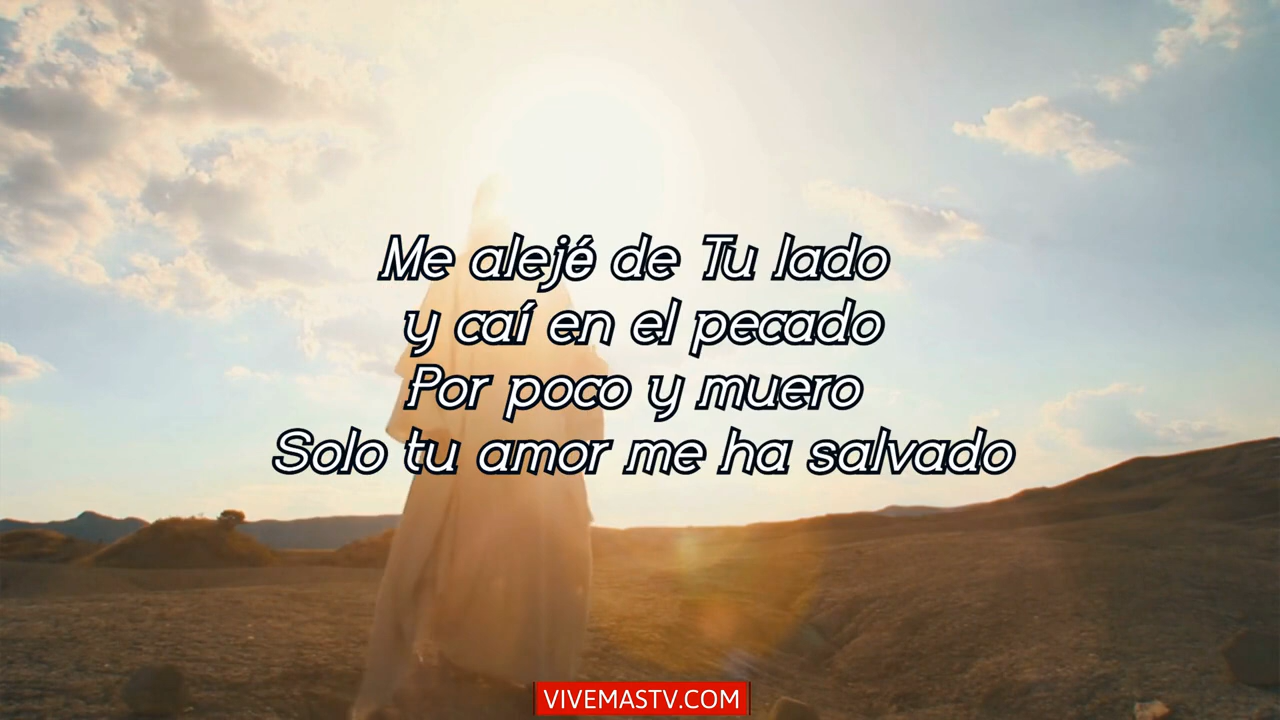 Me alejé de Tu lado
y caí en el pecado
Por poco y muero
Solo tu amor me ha salvado
VIVEMASTV.COM